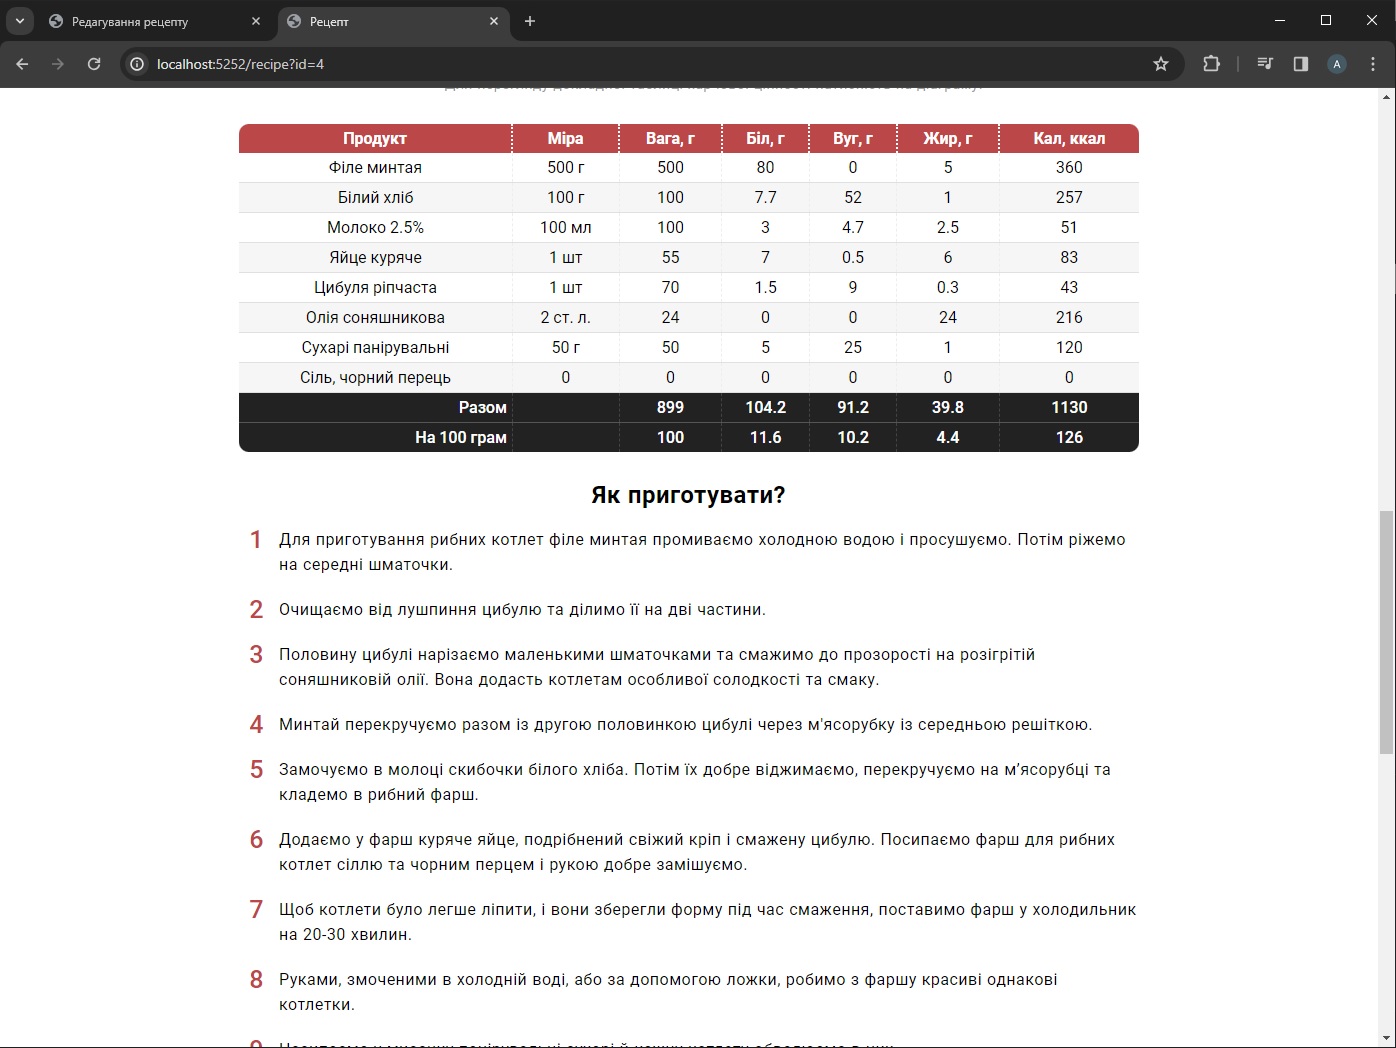 Редагування рецепту
Рецепт
localhost:5252/recipe?id=4
A
Продукт Міра Вага, г Біл, г Вуг, г Жир, г Кал, ккал
Філе минтая 500 г 500 80 0 5 360
Білий хліб 100 г 100 7.7 52 1 257
Молоко 2.5% 100 мл 100 3 4.7 2.5 51
Яйце куряче 1 шт 55 7 0.5 6 83
Цибуля ріпчаста 1 шт 70 1.5 9 0.3 43
Олія соняшникова 2 ст. л. 24 0 0 24 216
Сухарі панірувальні 50 г 50 5 25 1 120
Сіль, чорний перець 0 0 0 0 0 0
Разом 899 104.2 91.2 39.8 1130
На 100 грам 100 11.6 10.2 4.4 126
Як приготувати?
1 Для приготування рибних котлет філе минтая промиваємо холодною водою і просушуємо. Потім ріжемо
на середні шматочки.
2 Очищаємо від лушпиння цибулю та ділимо її на дві частини.
3 Половину цибулі нарізаємо маленькими шматочками та смажимо до прозорості на розігрітій
соняшниковій олії. Вона додасть котлетам особливої солодкості та смаку.
4 Минтай перекручуємо разом із другою половинкою цибулі через м'ясорубку із середньою решіткою.
5 Замочуємо в молоці скибочки білого хліба. Потім їх добре віджимаємо, перекручуємо на м’ясорубці та
кладемо в рибний фарш.
6 Додаємо у фарш куряче яйце, подрібнений свіжий кріп і смажену цибулю. Посипаємо фарш для рибних
котлет сіллю та чорним перцем і рукою добре замішуємо.
7 Щоб котлети було легше ліпити, і вони зберегли форму під час смаження, поставимо фарш у холодильник
на 20-30 хвилин.
8 Руками, змоченими в холодній воді, або за допомогою ложки, робимо з фаршу красиві однакові
котлетки.